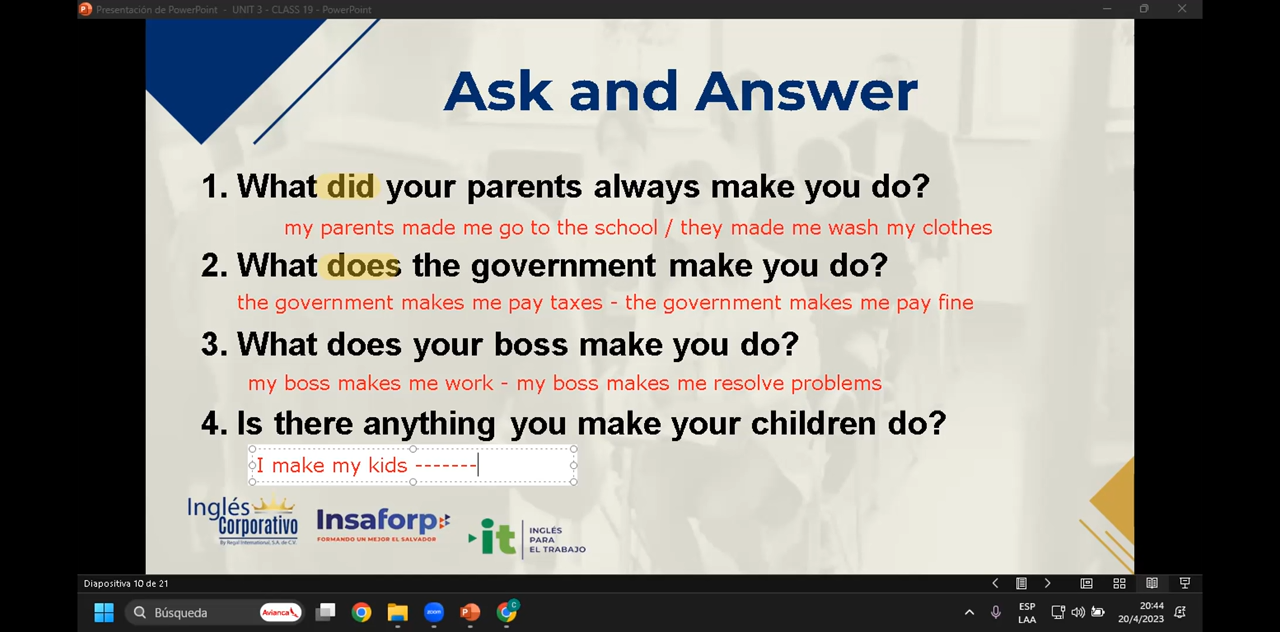 Presentación de PowerPoint - UNIT 3 - CLASS 19 - PowerPoint
Ask and Answer
1. What did your parents always make you do?
my parents made me go to the school / they made me wash my clothes
2. What does the government make you do?
the government makes me pay taxes - the government makes me pay fine
3. What does your boss make you do?
my boss makes me work - my boss makes me resolve problems
4. Is there anything you make your children do?
I make my kids -------
Inglés
Corporativo
By Regal International, S.A. de C.V.
Insaforp
FORMANDO UN MEJOR EL SALVADOR
it
INGLÉS
PARA
EL TRABAJO
Diapositiva 10 de 21
Búsqueda
Avianca
zoom
C
ESP
LAA
20:44
20/4/2023